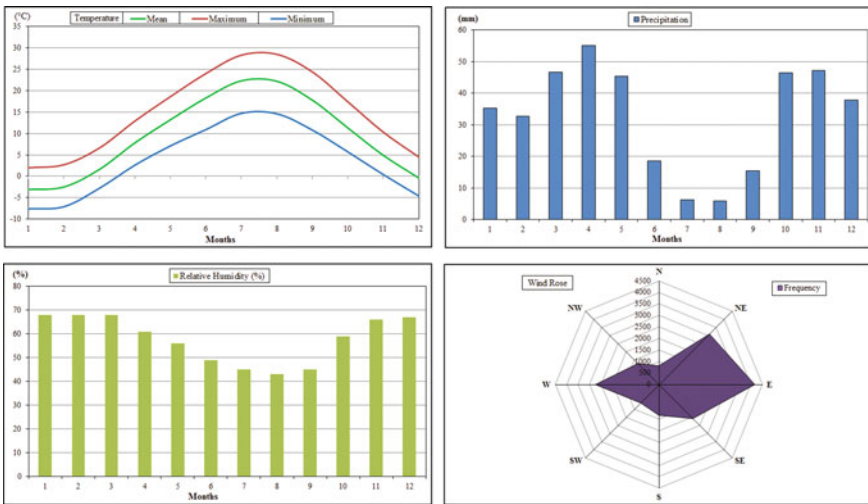 (°C)
Temperature Mean Maximum Minimum
35
30
25
20
15
10
5
0
-5
-10
1 2 3 4 5 6 7 8 9 10 11 12
Months
(mm)
Precipitation
60
50
40
30
20
10
0
1 2 3 4 5 6 7 8 9 10 11 12
Months
(%)
Relative Humidity (%)
80
70
60
50
40
30
20
10
0
1 2 3 4 5 6 7 8 9 10 11 12
Months
Wind Rose
Frequency
N
NE
E
SE
S
SW
W
NW
4500
4000
3500
3000
2500
2000
1500
1000
500
0